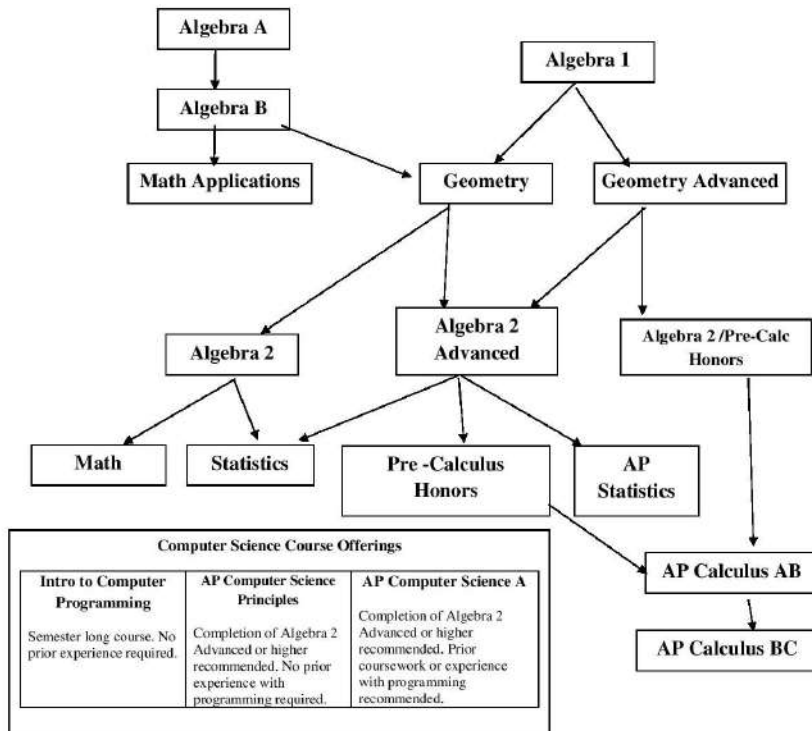 Algebra A
Algebra 1
Algebra B
Math Applications
Geometry
Geometry Advanced
Algebra 2
Algebra 2
Advanced
Algebra 2 /Pre-Calc
Honors
Math
Statistics
Pre -Calculus
Honors
AP
Statistics
AP Calculus AB
AP Calculus BC
Computer Science Course Offerings
Intro to Computer
Programming
Semester long course. No
prior experience required.
AP Computer Science
Principles
Completion of Algebra 2
Advanced or higher
recommended. No prior
experience with
programming required.
AP Computer Science A
Completion of Algebra 2
Advanced or higher
recommended. Prior
coursework or experience
with programming
recommended.